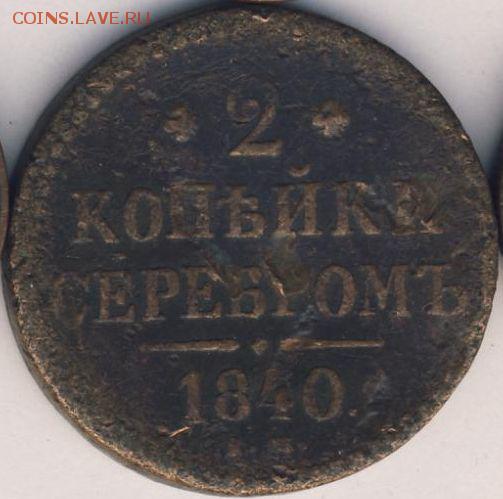 COINS.LAVE.RU
2
КОПѢЙКИ
СЕРЕБРОМЪ
1840.